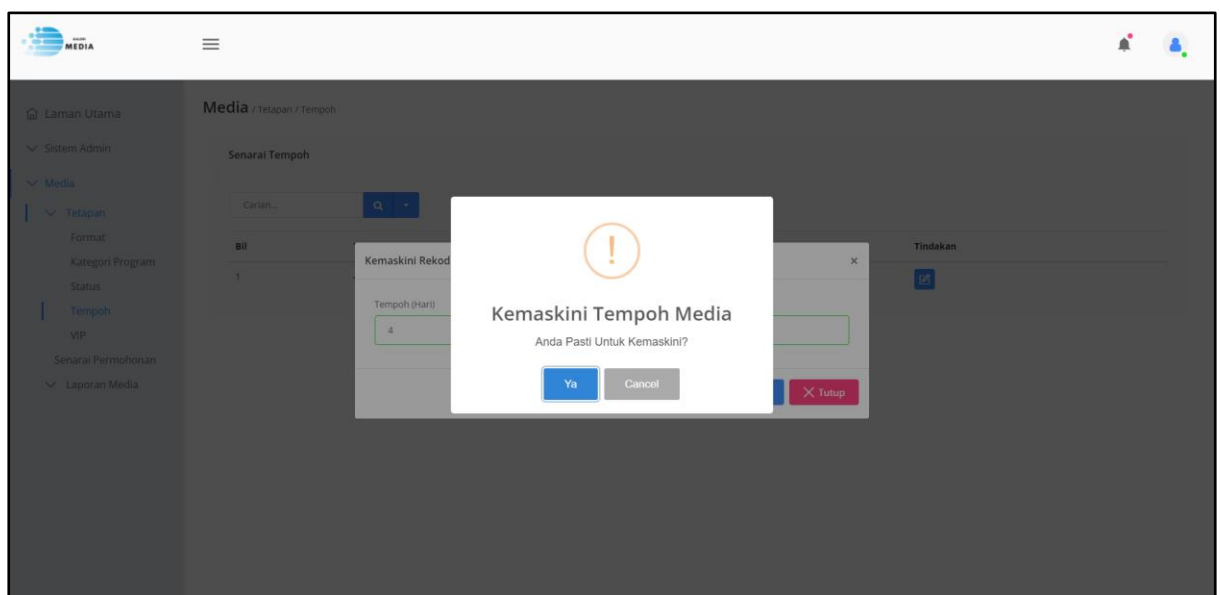 MEDIA
Laman Utama
Media / Tetapan / Tempoh
Sistem Admin
Senarai Tempoh
Media
Carian...
Tetapan
Format
Kategori Program
Status
Tempoh
VIP
Senarai Permohonan
Laporan Media
Bil
Tindakan
1
Kemaskini Rekod
×
Tempoh (Hari)
4
Tutup
!
Kemaskini Tempoh Media
Anda Pasti Untuk Kemaskini?
Ya
Cancel